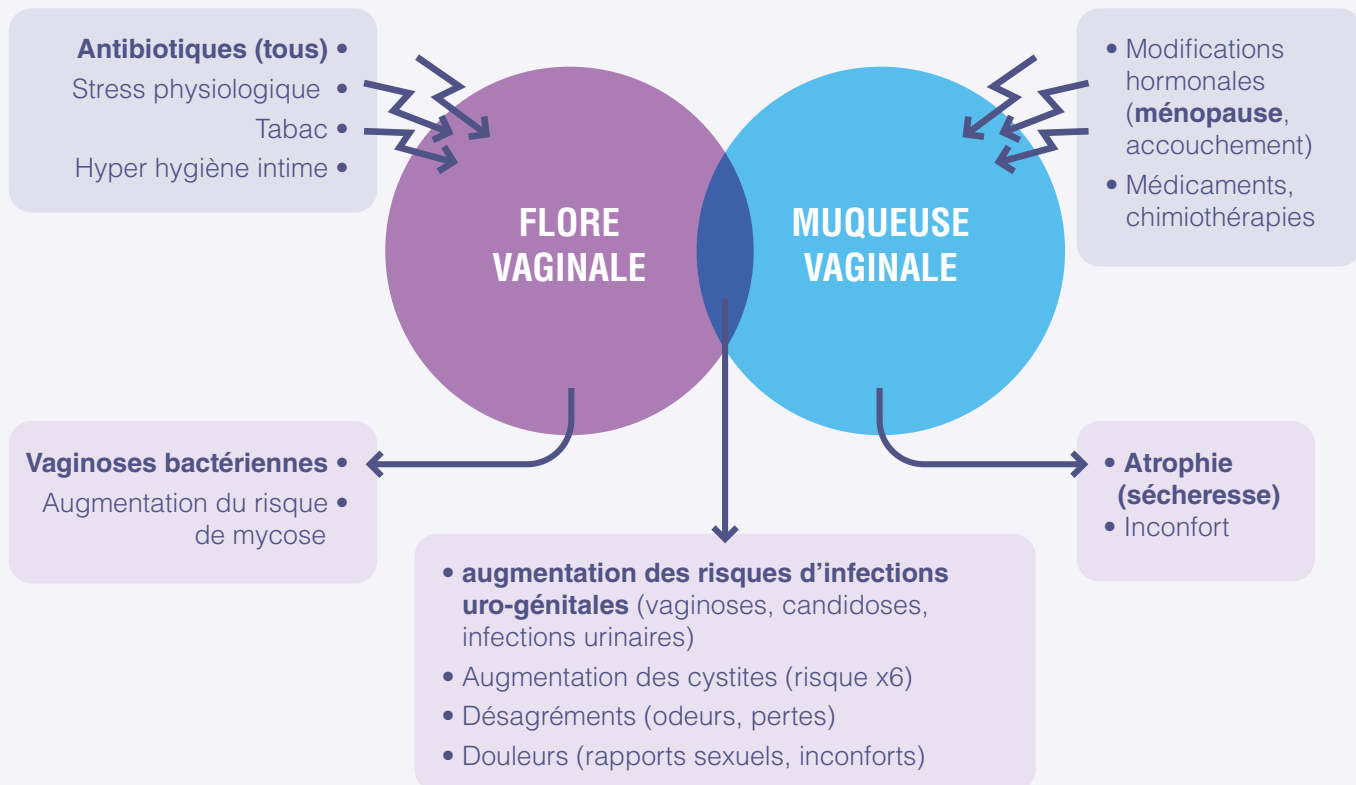 Antibiotiques (tous) •
Stress physiologique •
Tabac •
Hyper hygiène intime •
• Modifications
hormonales
(ménopause,
accouchement)
• Médicaments,
chimiothérapies
FLORE
VAGINALE
MUQUEUSE
VAGINALE
Vaginoses bactériennes •
Augmentation du risque •
de mycose
• Atrophie
(sécheresse)
• Inconfort
• augmentation des risques d’infections
uro-génitales (vaginoses, candidoses,
infections urinaires)
• Augmentation des cystites (risque x6)
• Désagréments (odeurs, pertes)
• Douleurs (rapports sexuels, inconforts)